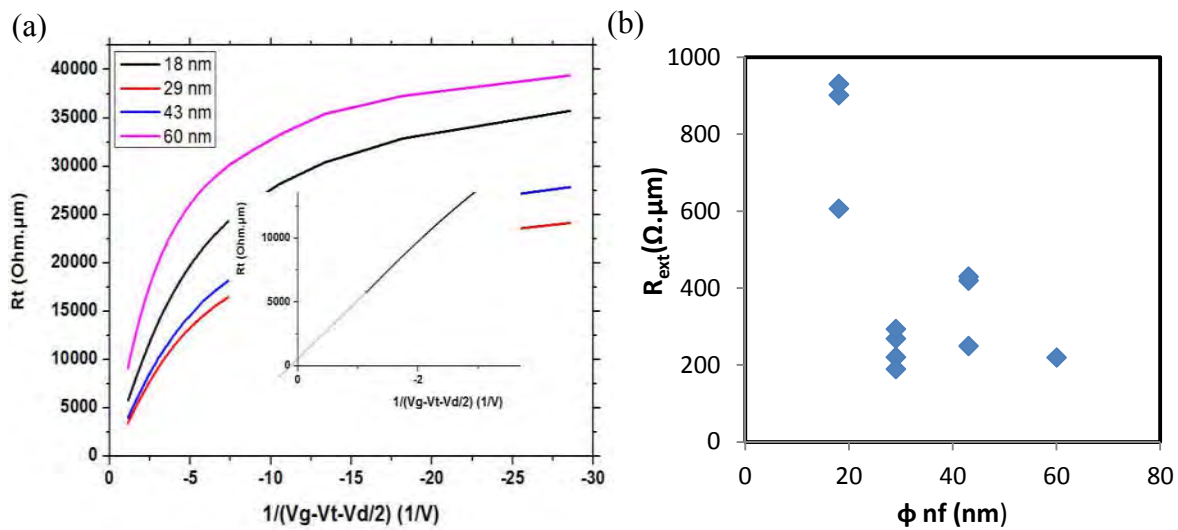 (a)
18 nm
29 nm
43 nm
60 nm
40000
35000
30000
25000
20000
15000
10000
5000
0
Rt (Ohm.µm)
-0 -5 -10 -15 -20 -25 -30
1/(Vg-Vt-Vd/2) (1/V)
10000
5000
0
Rt (Ohm.µm)
0 -2
1/(Vg-Vt-Vd/2) (1/V)
(b)
1000
800
600
400
200
0
R_ext(Ω.µm)
0 20 40 60 80
ϕ nf (nm)